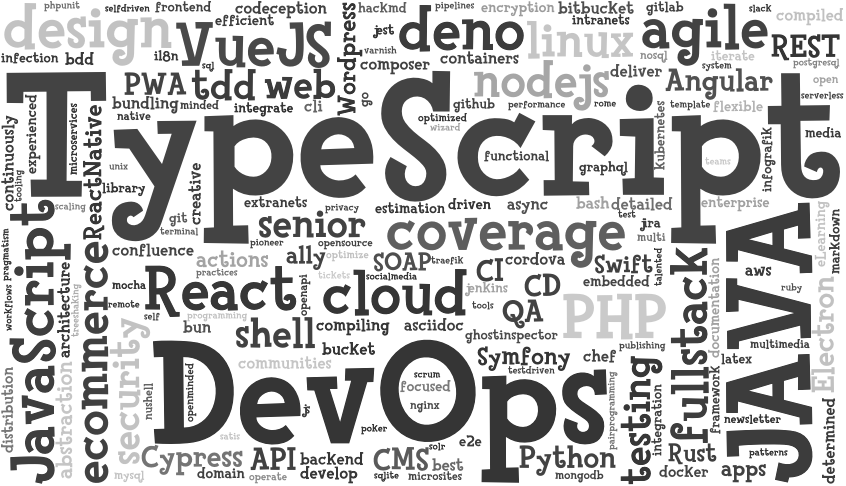 phpunit
selfdriven
frontend
codeception
hackMd
pipelines
encryption
bitbucket
gitlab
slack
compiled
design
VueJS
efficient
Wordpress
jest
deno
linux
intranets
agile
REST
infection
bdd
il8n
sql
varnish
composer
containers
nosql
iterate
system
postgresql
PWA
tdd
web
go
nodejs
deliver
Angular
open
serverless
bundling
minded
integrate
cli
github
performance
rome
template
flexible
native
TypeScript
optimized
wizard
kubernetes
media
continuously
tooling
experienced
microservices
ReactNative
unix
library
creative
functional
graphql
teams
infografik
scaling
git
terminal
extranets
privacy
estimation
driven
async
bash
detailed
test
enterprise
eLearning
markdown
senior
pioneer
opensource
coverage
jra
multi
talented
confluence
actions
practices
ally
optimize
tickets
SOAP
traefik
socialmedia
CI
cordova
Swift
embedded
aws
ruby
workflows
pragmatism
JavaScript
architecture
treeshaking
ecommerce
mocha
remote
self
React
programming
openapi
cloud
jenkins
tools
CD
QA
PHP
publishing
fullstack
documentation
framework
JAVA
multimedia
Electron
bun
shell
compiling
asciidoc
ghostinspector
bucket
communities
Symfony
testdriven
chef
latex
distribution
abstraction
security
nushell
DevOps
openminded
js
scrum
focused
nginx
pairprogramming
testing
integration
newsletter
determined
satis
poker
solr
e2e
mysql
Cypress
domain
API
operate
backend
develop
CMS
sqlite
best
microsites
Python
mongodb
Rust
docker
apps
patterns